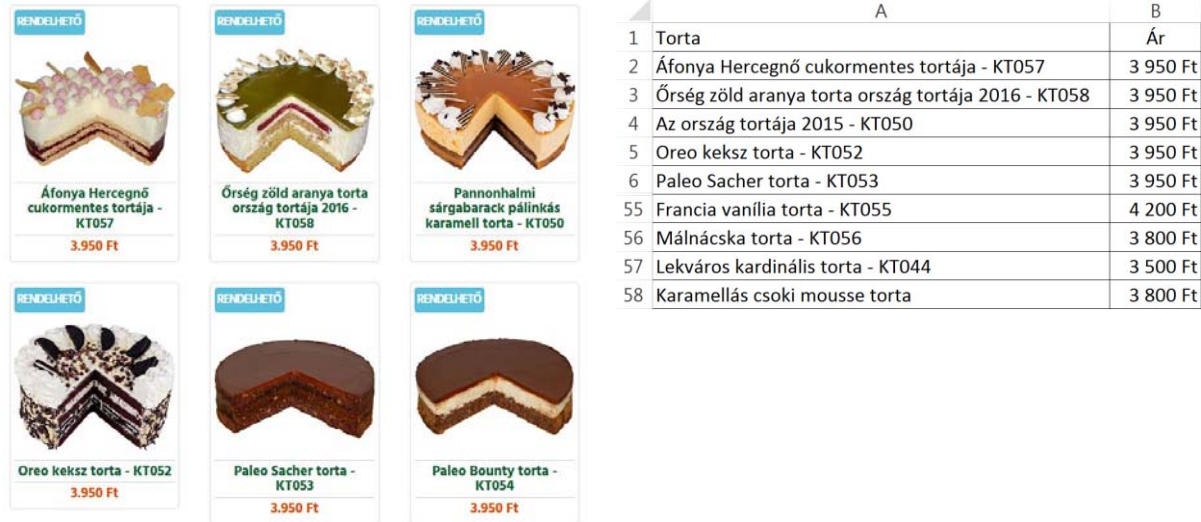 RENDELHETŐ
RENDELHETŐ
RENDELHETŐ
Áfonya Hercegnő
cukormentes tortája -
KT057
3.950 Ft
Őrség zöld aranya torta
ország tortája 2016 -
KT058
3.950 Ft
Pannonhalmi
sárgabarack pálinkás
karamell torta - KT050
3.950 Ft
RENDELHETŐ
RENDELHETŐ
RENDELHETŐ
Oreo keksz torta - KT052
3.950 Ft
Paleo Sacher torta -
KT053
3.950 Ft
Paleo Bounty torta -
KT054
3.950 Ft
A B
1 Torta Ár
2 Áfonya Hercegnő cukormentes tortája - KT057 3 950 Ft
3 Őrség zöld aranya torta ország tortája 2016 - KT058 3 950 Ft
4 Az ország tortája 2015 - KT050 3 950 Ft
5 Oreo keksz torta - KT052 3 950 Ft
6 Paleo Sacher torta - KT053 3 950 Ft
55 Francia vanília torta - KT055 4 200 Ft
56 Málnácska torta - KT056 3 800 Ft
57 Lekváros kardinális torta - KT044 3 500 Ft
58 Karamellás csoki mousse torta 3 800 Ft